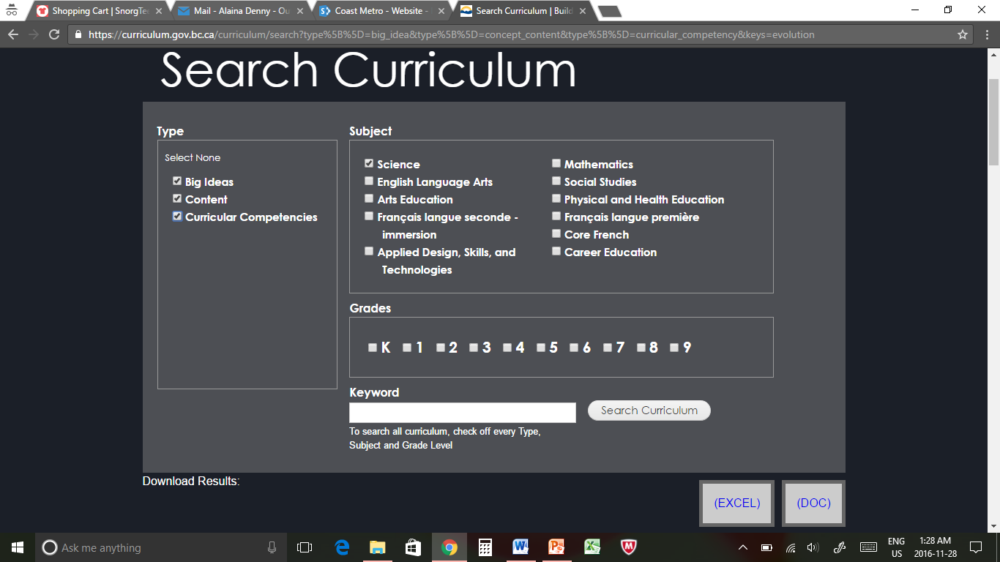 Shopping Cart | SnorgTe
Mail - Alaina Denny - Ou
Coast Metro - Website -
Search Curriculum | Build
https://curriculum.gov.bc.ca/curriculum/search?type%5B%5D=big_idea&type%5B%5D=concept_content&type%5B%5D=curricular_competency&keys=evolution
Search Curriculum
Type
Select None
Big Ideas
Content
Curricular Competencies
Subject
Science
English Language Arts
Arts Education
Français langue seconde -
immersion
Applied Design, Skills, and
Technologies
Mathematics
Social Studies
Physical and Health Education
Français langue première
Core French
Career Education
Grades
K 1 2 3 4 5 6 7 8 9
Keyword
Search Curriculum
To search all curriculum, check off every Type,
Subject and Grade Level
Download Results:
(EXCEL) (DOC)
Ask me anything
ENG
US
1:28 AM
2016-11-28